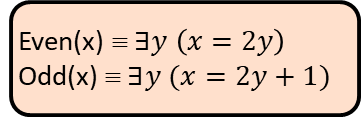 Even(x) ≡ ∃y (x = 2y)
Odd(x) ≡ ∃y (x = 2y + 1)